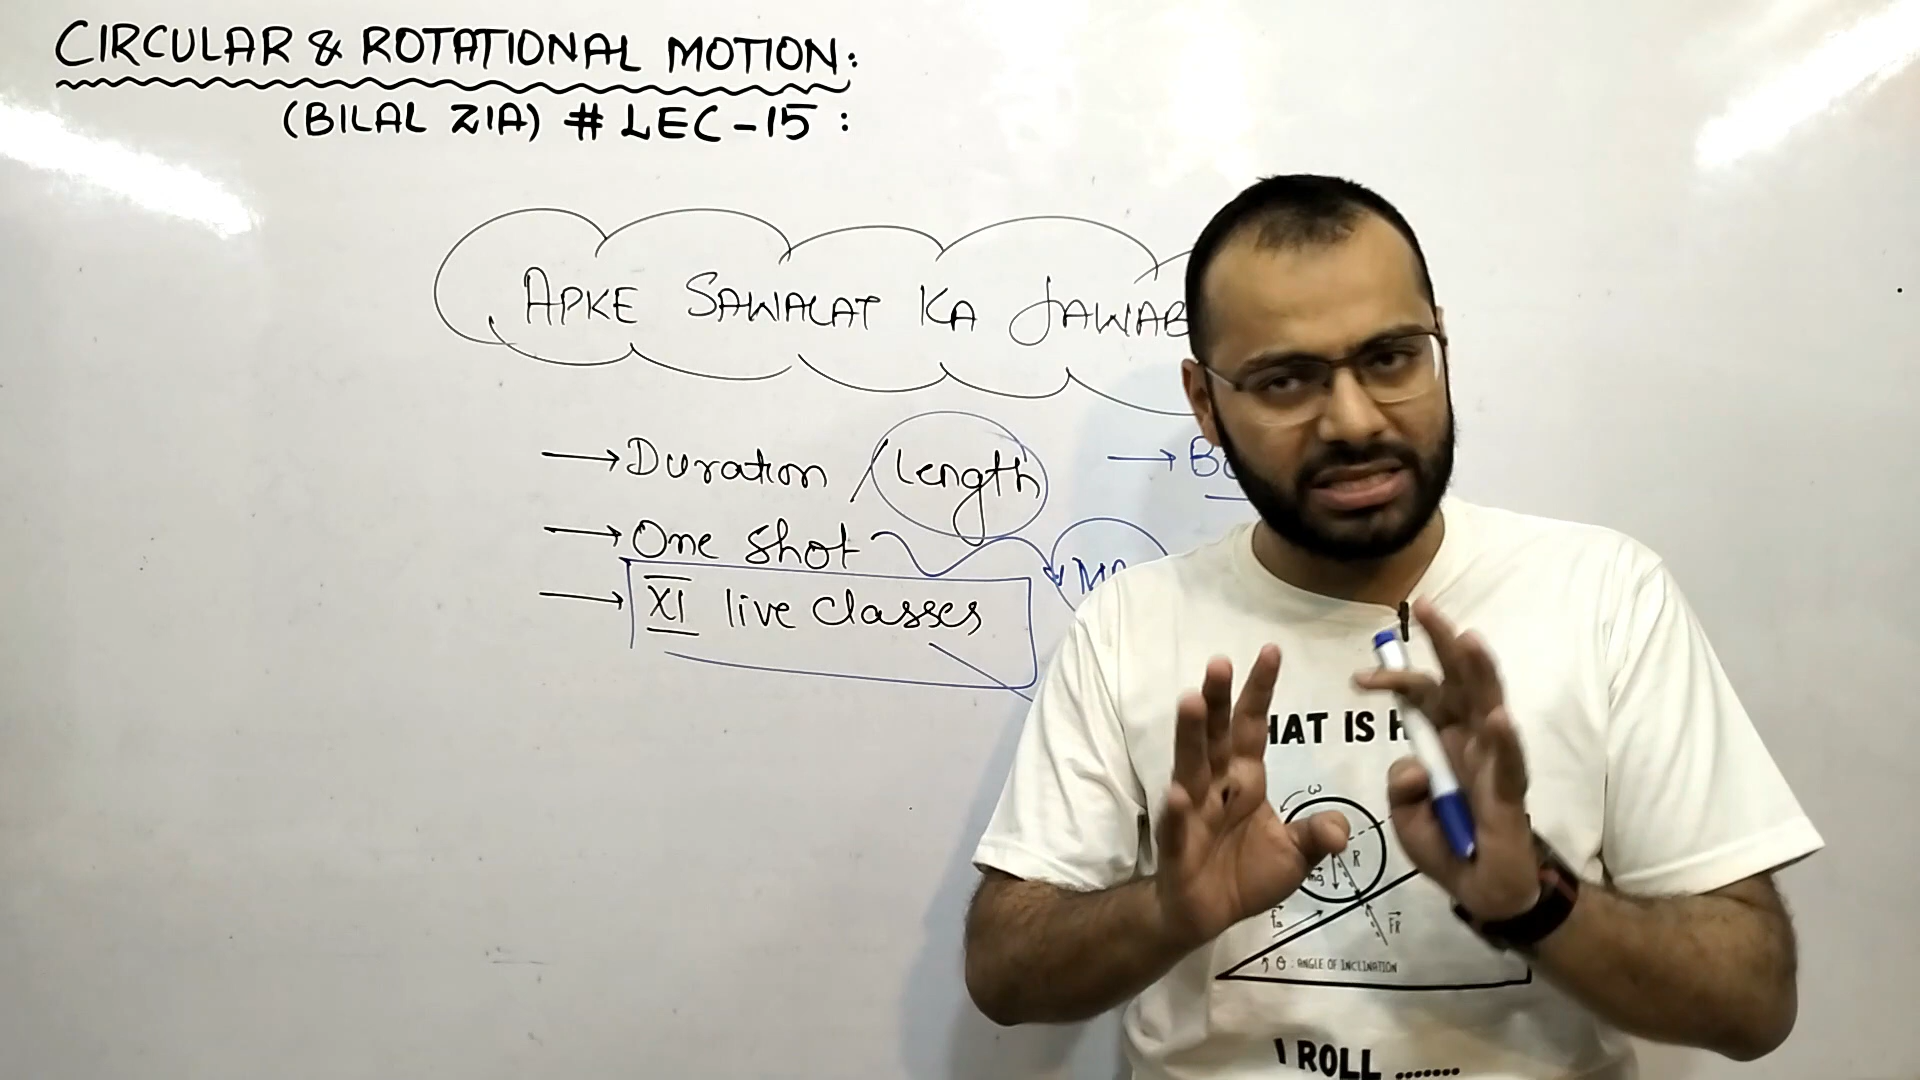 CIRCULAR & ROTATIONAL MOTION:
(BILAL ZIA) # LEC-15 :
APKE SAWALAT KA JAWAB
→ Duration / Length
→ One Shot
→ XI live Classes
HAT IS H
ω
R
mg
θ : ANGLE OF INCLINATION
I ROLL .......